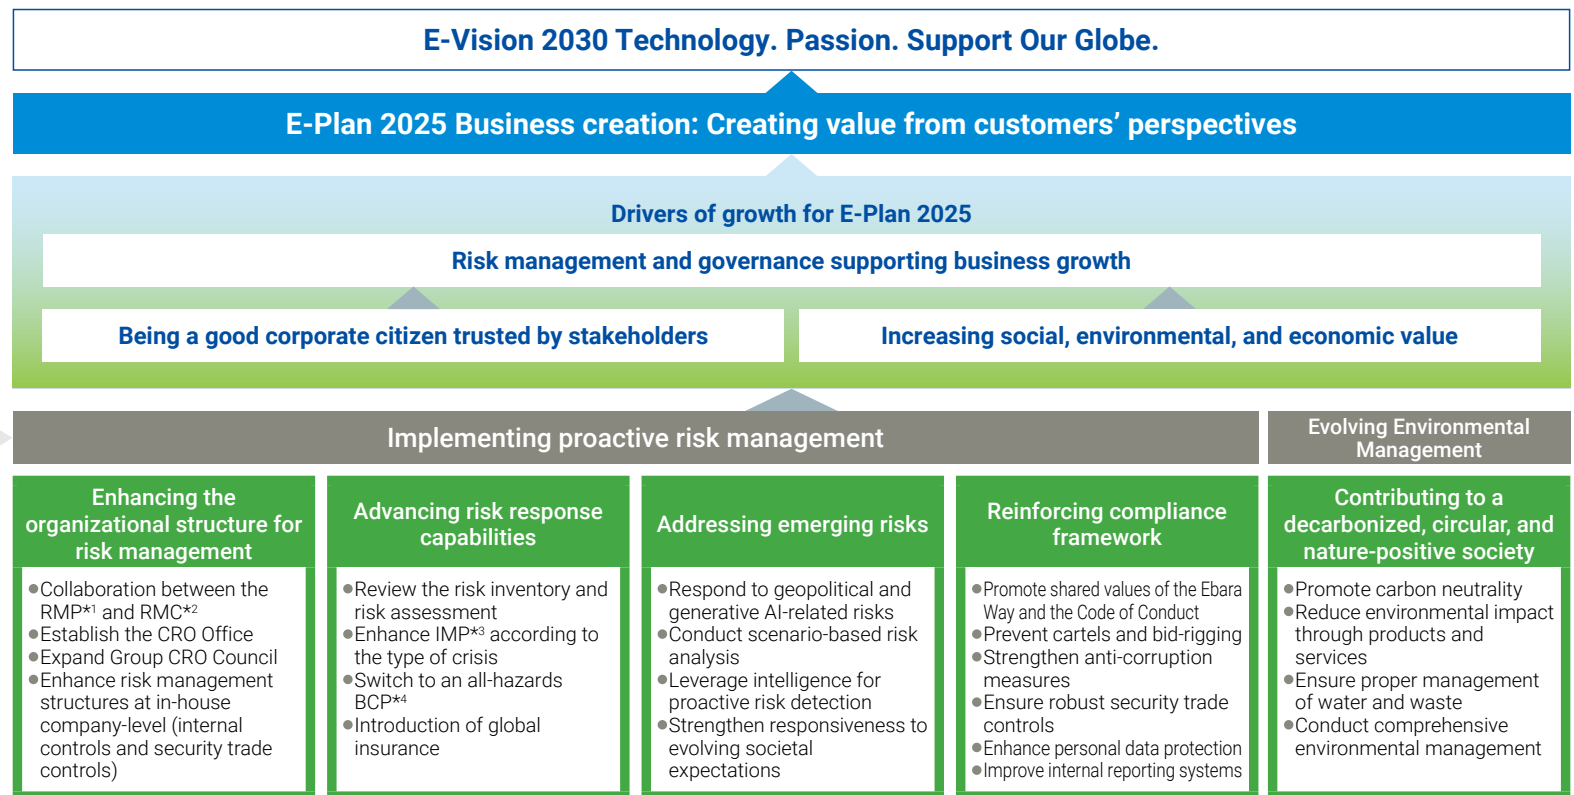 E-Vision 2030 Technology. Passion. Support Our Globe.
E-Plan 2025 Business creation: Creating value from customers’ perspectives
Drivers of growth for E-Plan 2025
Risk management and governance supporting business growth
Being a good corporate citizen trusted by stakeholders
Increasing social, environmental, and economic value
Implementing proactive risk management
Evolving Environmental
Management
Enhancing the
organizational structure for
risk management
●Collaboration between the
RMP*1 and RMC*2
●Establish the CRO Office
●Expand Group CRO Council
●Enhance risk management
structures at in-house
company-level (internal
controls and security trade
controls)
Advancing risk response
capabilities
●Review the risk inventory and
risk assessment
●Enhance IMP*3 according to
the type of crisis
●Switch to an all-hazards
BCP*4
●Introduction of global
insurance
Addressing emerging risks
●Respond to geopolitical and
generative AI-related risks
●Conduct scenario-based risk
analysis
●Leverage intelligence for
proactive risk detection
●Strengthen responsiveness to
evolving societal
expectations
Reinforcing compliance
framework
●Promote shared values of the Ebara
Way and the Code of Conduct
●Prevent cartels and bid-rigging
●Strengthen anti-corruption
measures
●Ensure robust security trade
controls
●Enhance personal data protection
●Improve internal reporting systems
Contributing to a
decarbonized, circular, and
nature-positive society
●Promote carbon neutrality
●Reduce environmental impact
through products and
services
●Ensure proper management
of water and waste
●Conduct comprehensive
environmental management